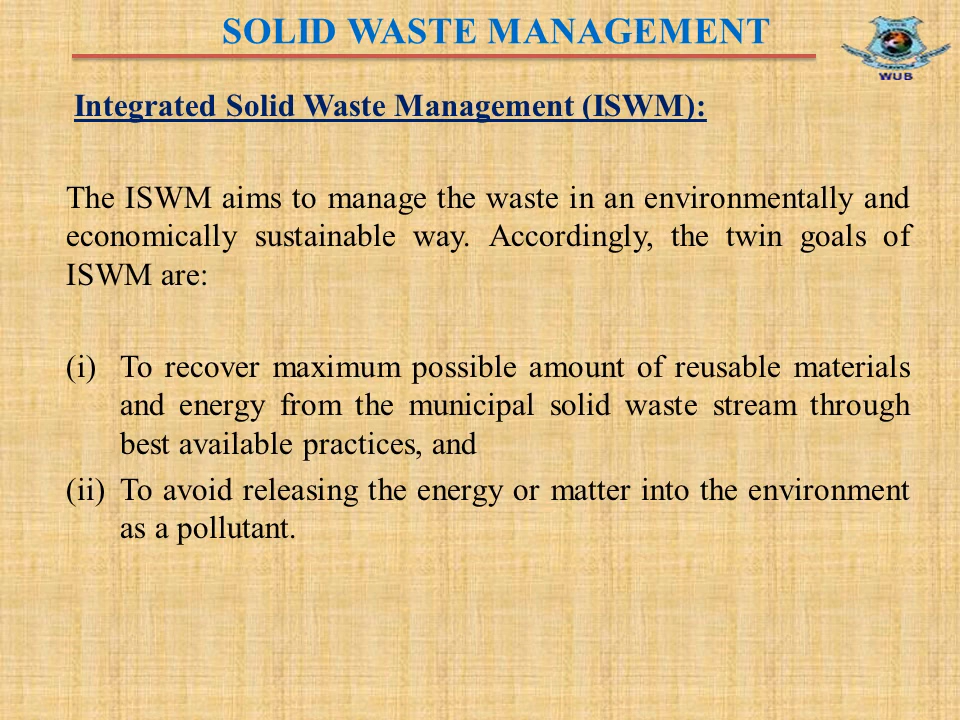 SOLID WASTE MANAGEMENT
WUB
Integrated Solid Waste Management (ISWM):
The ISWM aims to manage the waste in an environmentally and
economically sustainable way. Accordingly, the twin goals of
ISWM are:
(i) To recover maximum possible amount of reusable materials
and energy from the municipal solid waste stream through
best available practices, and
(ii) To avoid releasing the energy or matter into the environment
as a pollutant.